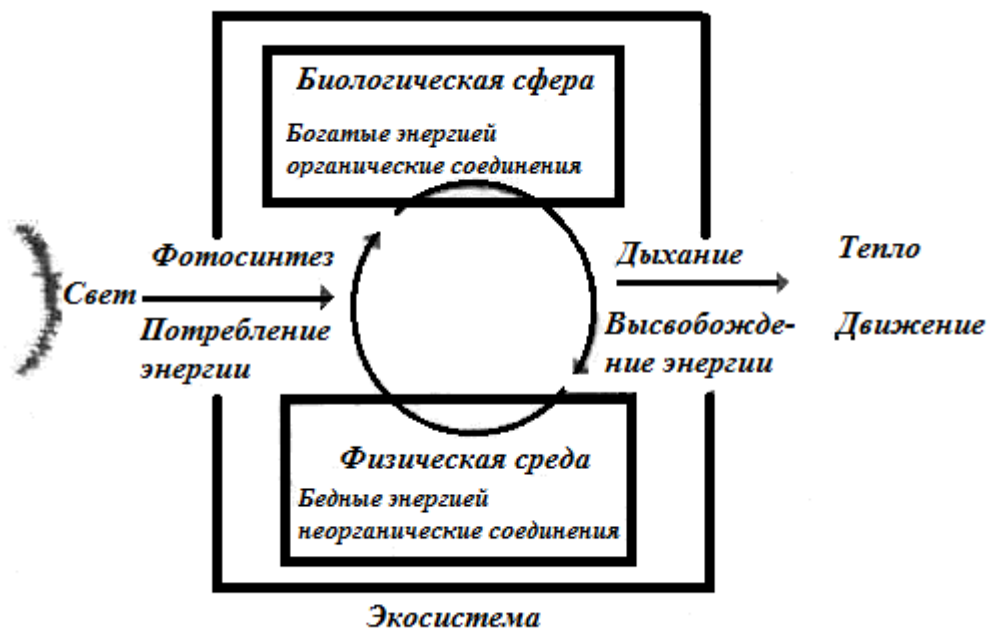 Биологическая сфера
Богатые энергией
органические соединения
Фотосинтез
Свет
Потребление
энергии
Дыхание
Высвобожде-
ние энергии
Тепло
Движение
Физическая среда
Бедные энергией
неорганические соединения
Экосистема